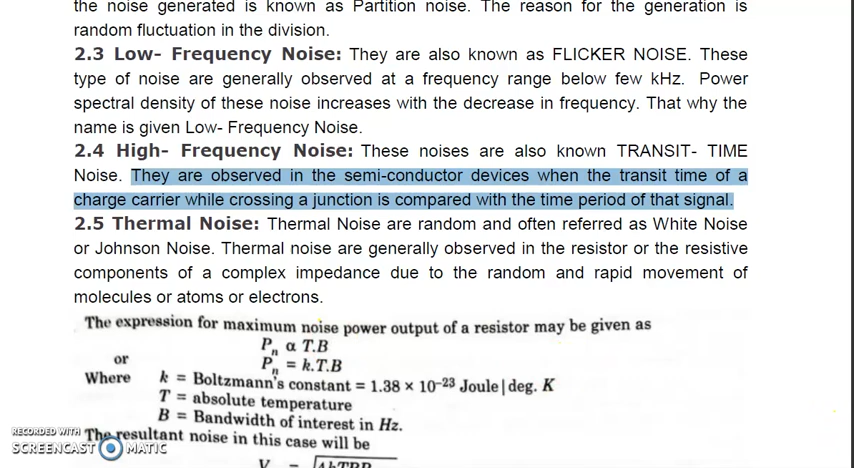 the noise generated is known as Partition noise. The reason for the generation is
random fluctuation in the division.
2.3 Low- Frequency Noise: They are also known as FLICKER NOISE. These
type of noise are generally observed at a frequency range below few kHz. Power
spectral density of these noise increases with the decrease in frequency. That why the
name is given Low- Frequency Noise.
2.4 High- Frequency Noise: These noises are also known TRANSIT- TIME
Noise. They are observed in the semi-conductor devices when the transit time of a
charge carrier while crossing a junction is compared with the time period of that signal.
2.5 Thermal Noise: Thermal Noise are random and often referred as White Noise
or Johnson Noise. Thermal noise are generally observed in the resistor or the resistive
components of a complex impedance due to the random and rapid movement of
molecules or atoms or electrons.
The expression for maximum noise power output of a resistor may be given as
Pn α T.B
or Pn = k.T.B
Where k = Boltzmann's constant = 1.38 × 10⁻²³ Joule|deg. K
T = absolute temperature
B = Bandwidth of interest in Hz.
The resultant noise in this case will be
RECORDED WITH
SCREENCAST MATIC